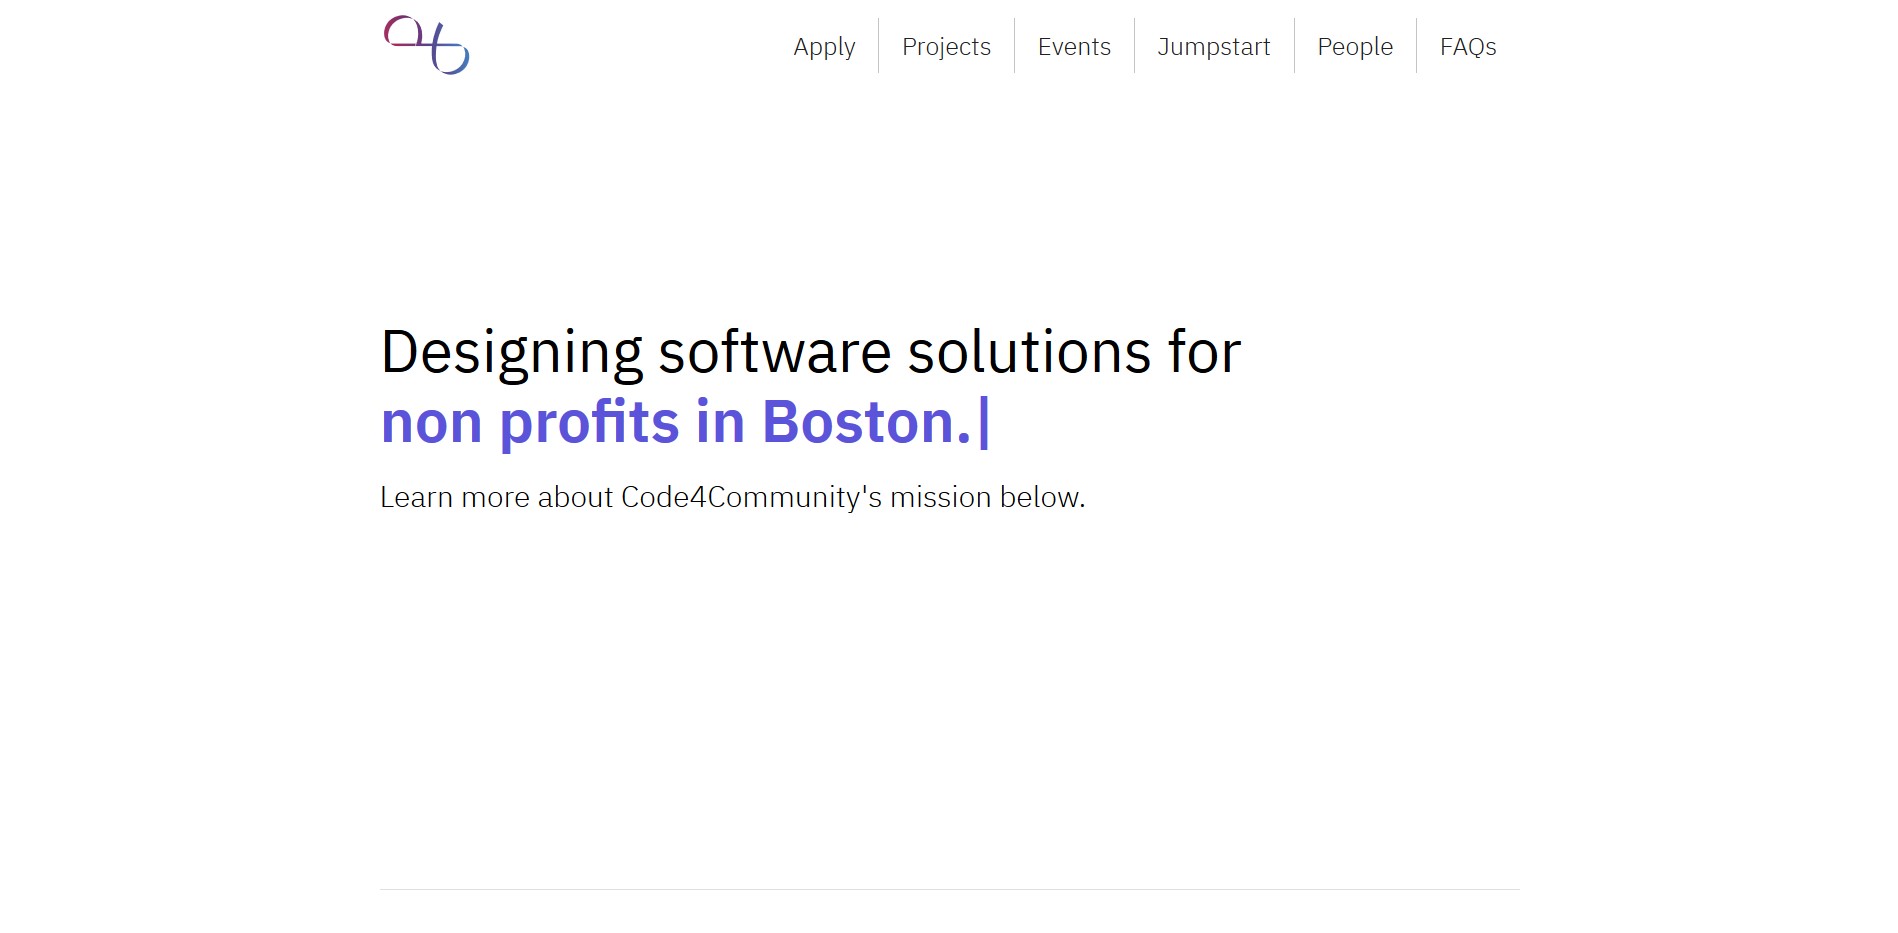 Apply
Projects
Events
Jumpstart
People
FAQs
Designing software solutions for
non profits in Boston.|
Learn more about Code4Community's mission below.